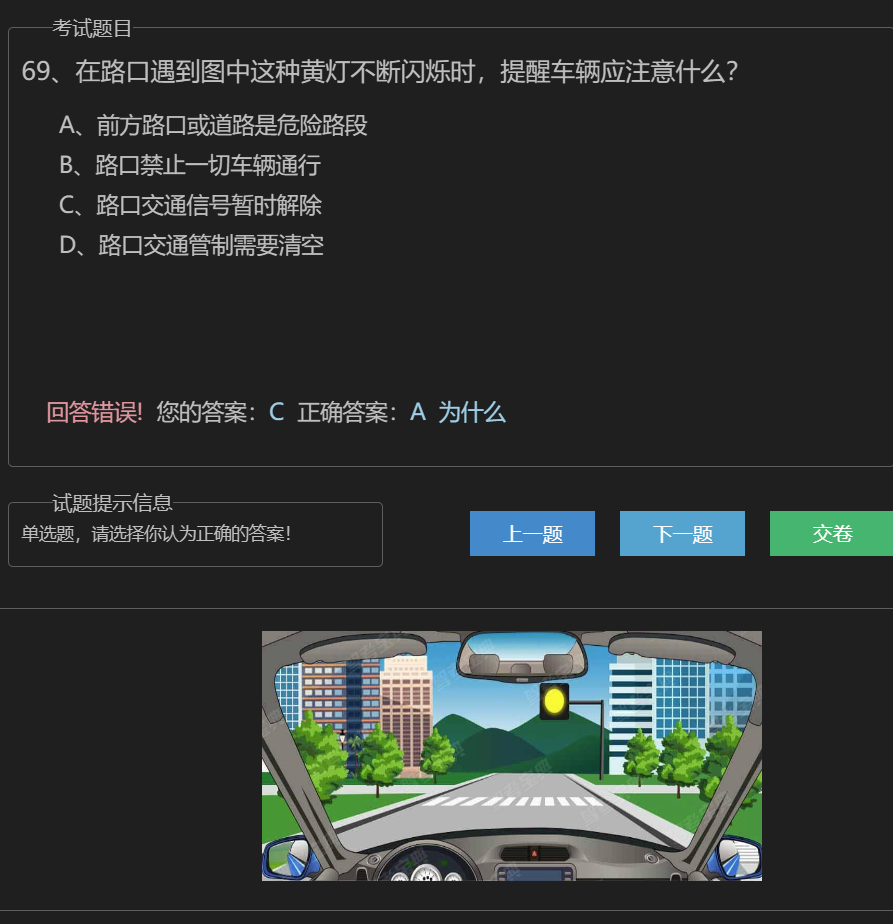 考试题目
69、在路口遇到图中这种黄灯不断闪烁时，提醒车辆应注意什么？
A、前方路口或道路是危险路段
B、路口禁止一切车辆通行
C、路口交通信号暂时解除
D、路口交通管制需要清空
回答错误! 您的答案：C 正确答案：A 为什么
试题提示信息
单选题，请选择你认为正确的答案!
上一题 下一题 交卷